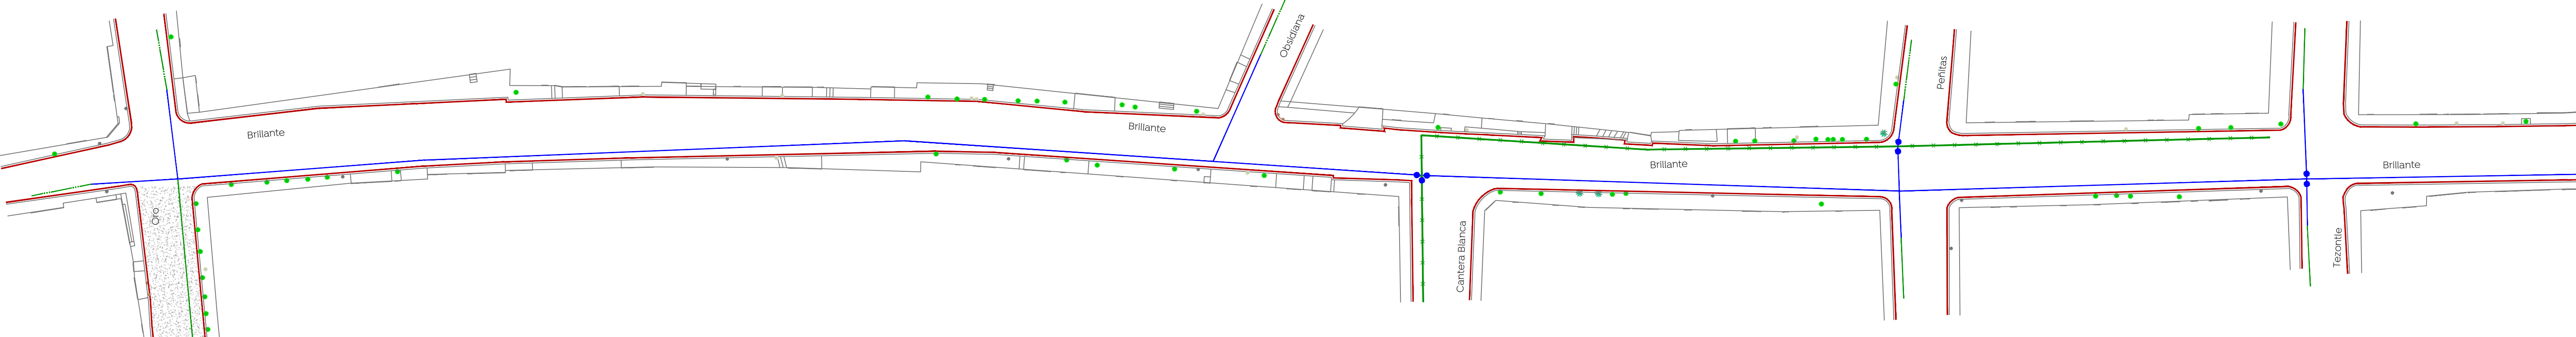 Brillante
Oro
Brillante
Obsidiana
Cantera Blanca
Brillante
Peñitas
Tezontle
Brillante